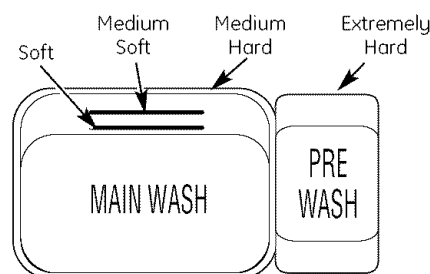 Soft
Medium
Soft
Medium
Hard
Extremely
Hard
MAIN WASH
PRE
WASH